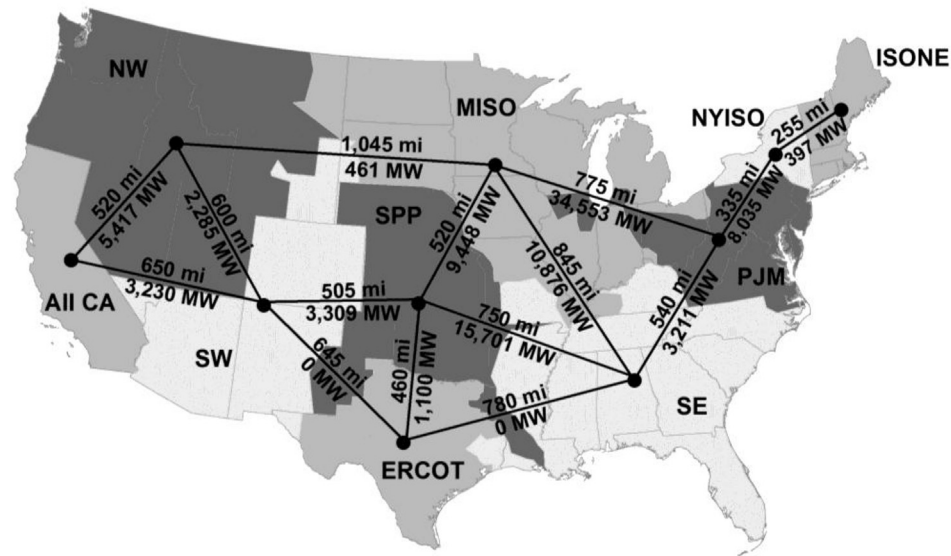 ISONE
NW
MISO
NYISO
255 mi
397 MW
1,045 mi
461 MW
335 mi
8,035 MW
775 mi
34,553 MW
520 mi
5,417 MW
600 mi
2,285 MW
SPP
520 mi
9,448 MW
845 mi
10,876 MW
PJM
540 mi
3,211 MW
650 mi
3,230 MW
All CA
505 mi
3,309 MW
750 mi
15,701 MW
SW
645 mi
0 MW
460 mi
1,100 MW
780 mi
0 MW
SE
ERCOT